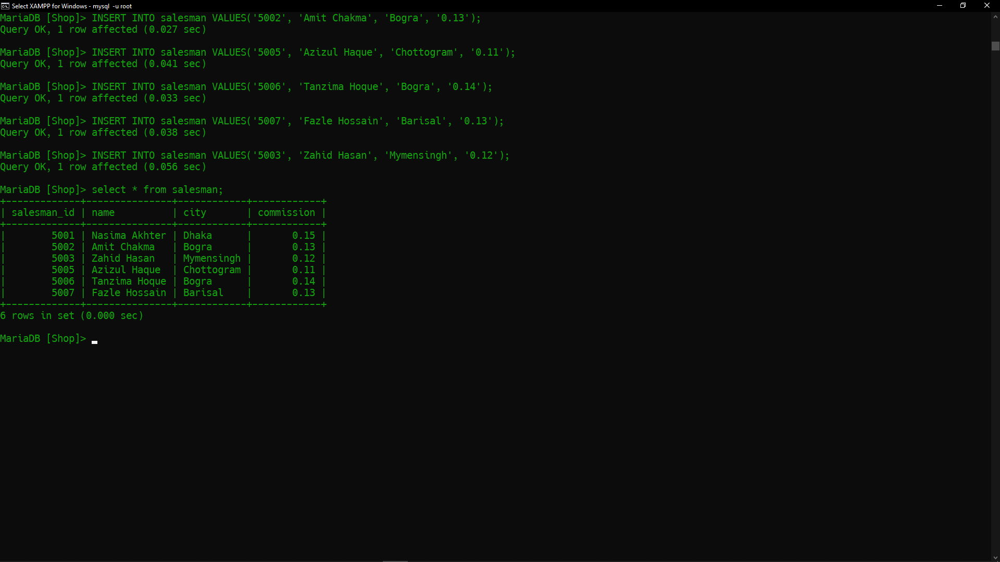 Select XAMPP for Windows - mysql  -u root
MariaDB [Shop]> INSERT INTO salesman VALUES('5002', 'Amit Chakma', 'Bogra', '0.13');
Query OK, 1 row affected (0.027 sec)

MariaDB [Shop]> INSERT INTO salesman VALUES('5005', 'Azizul Haque', 'Chottogram', '0.11');
Query OK, 1 row affected (0.041 sec)

MariaDB [Shop]> INSERT INTO salesman VALUES('5006', 'Tanzima Hoque', 'Bogra', '0.14');
Query OK, 1 row affected (0.033 sec)

MariaDB [Shop]> INSERT INTO salesman VALUES('5007', 'Fazle Hossain', 'Barisal', '0.13');
Query OK, 1 row affected (0.038 sec)

MariaDB [Shop]> INSERT INTO salesman VALUES('5003', 'Zahid Hasan', 'Mymensingh', '0.12');
Query OK, 1 row affected (0.056 sec)

MariaDB [Shop]> select * from salesman;
+-------------+---------------+------------+------------+
| salesman_id | name          | city       | commission |
+-------------+---------------+------------+------------+
|        5001 | Nasima Akhter | Dhaka      |       0.15 |
|        5002 | Amit Chakma   | Bogra      |       0.13 |
|        5003 | Zahid Hasan   | Mymensingh |       0.12 |
|        5005 | Azizul Haque  | Chottogram |       0.11 |
|        5006 | Tanzima Hoque | Bogra      |       0.14 |
|        5007 | Fazle Hossain | Barisal    |       0.13 |
+-------------+---------------+------------+------------+
6 rows in set (0.000 sec)

MariaDB [Shop]>